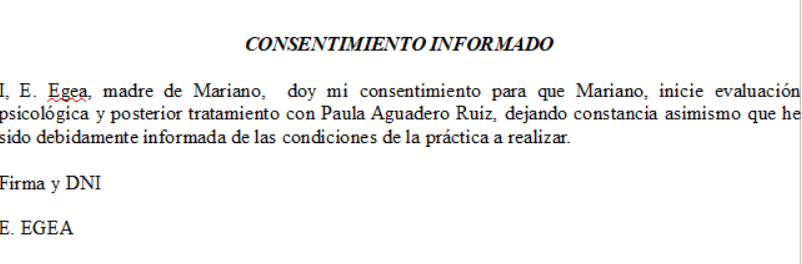 CONSENTIMIENTO INFORMADO
I, E. Egea, madre de Mariano, doy mi consentimiento para que Mariano, inicie evaluación
psicológica y posterior tratamiento con Paula Aguadero Ruiz, dejando constancia asimismo que he
sido debidamente informada de las condiciones de la práctica a realizar.
Firma y DNI
E. EGEA